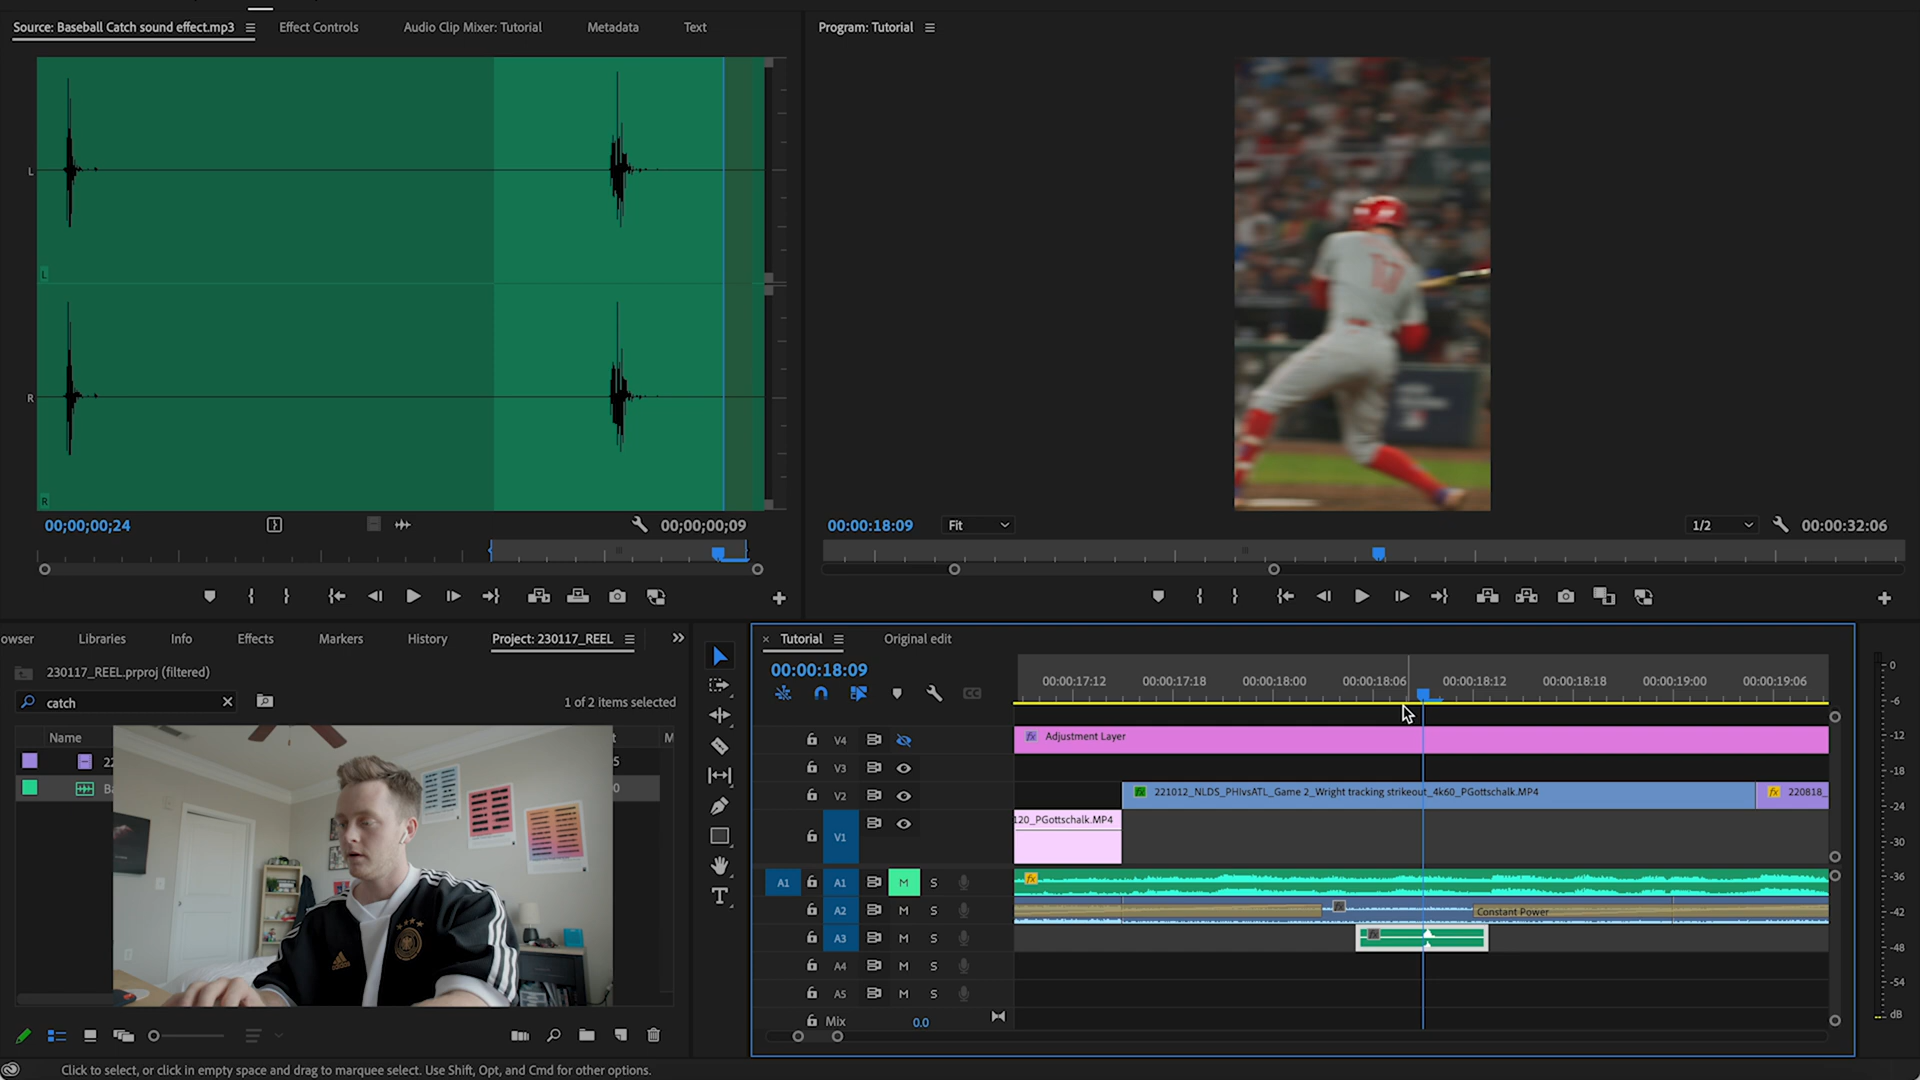 Source: Baseball Catch sound effect.mp3
Effect Controls
Audio Clip Mixer: Tutorial
Metadata
Text
Program: Tutorial
L
L
R
R
00;00;00;24
00;00;00;09
00:00:18:09
Fit
1/2
00:00:32:06
owser
Libraries
Info
Effects
Markers
History
Project: 230117_REEL
230117_REEL.prproj (filtered)
catch
1 of 2 items selected
Name
M
Tutorial
Original edit
00:00:18:09
00:00:17:12
00:00:17:18
00:00:18:00
00:00:18:06
00:00:18:12
00:00:18:18
00:00:19:00
00:00:19:06
CC
V4
fx Adjustment Layer
V3
V2
221012_NLDS_PHIvsATL_Game 2_Wright tracking strikeout_4k60_PGottschalk.MP4
fx 220818_
V1
120_PGottschalk.MP4
A1
A1
M
S
fx
A2
M
S
Constant Power
A3
M
S
A4
M
S
A5
M
S
Mix
0.0
0
-6
-12
-18
-24
-30
-36
-42
-48
-54
dB
Click to select, or click in empty space and drag to marquee select. Use Shift, Opt, and Cmd for other options.